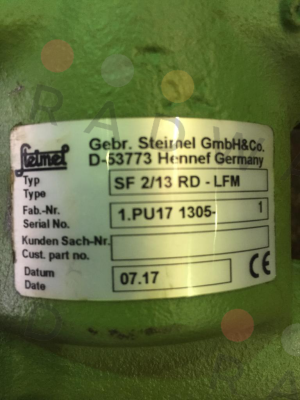 Steimel
Gebr. Steimel GmbH&Co.
D-53773 Hennef Germany
Typ
Type
SF 2/13 RD - LFM
Fab.-Nr.
Serial No.
1.PU17 1305- 1
Kunden Sach-Nr.
Cust. part no.
Datum
Date
07.17
CE